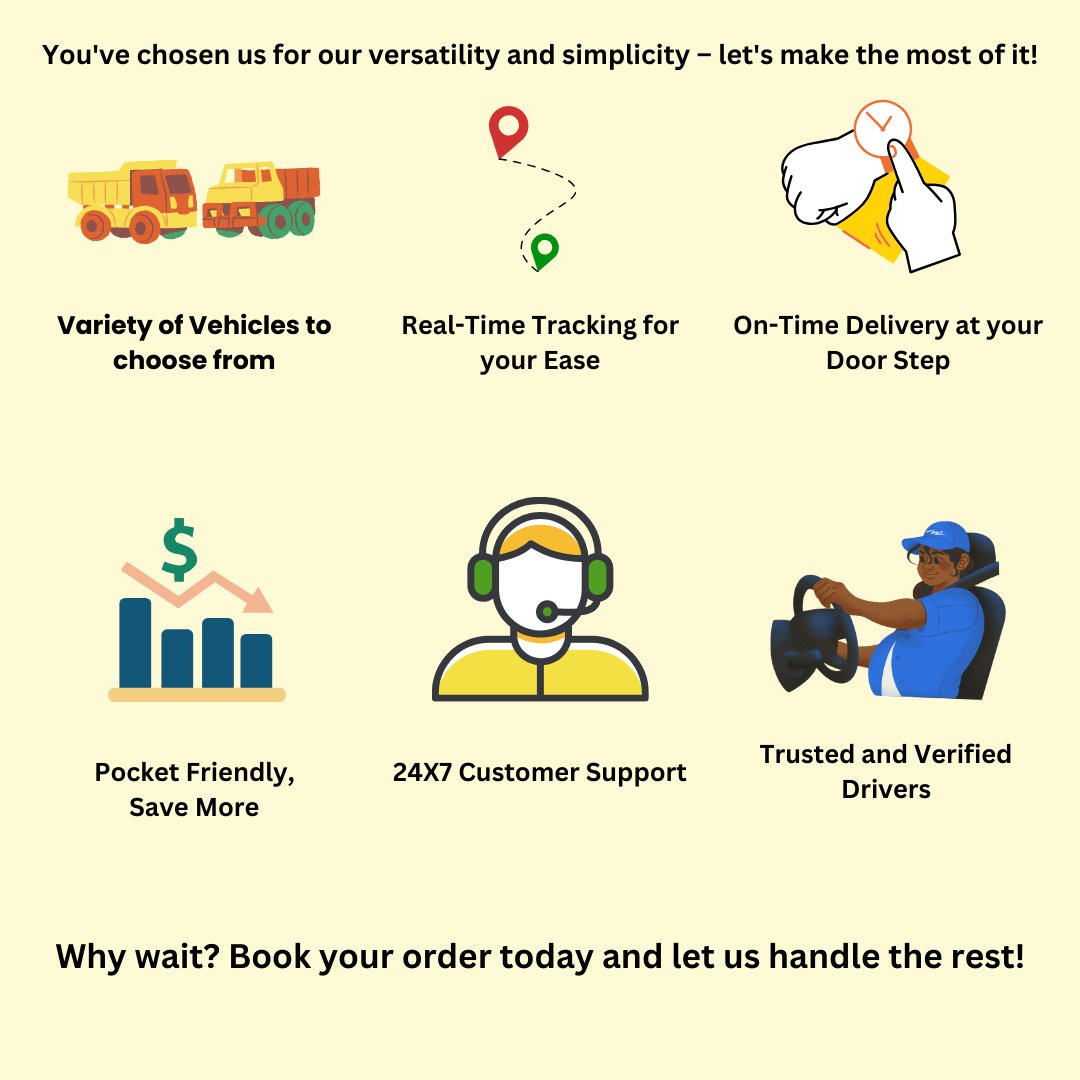 You've chosen us for our versatility and simplicity – let's make the most of it!
Variety of Vehicles to
choose from
Real-Time Tracking for
your Ease
On-Time Delivery at your
Door Step
$
Pocket Friendly,
Save More
24X7 Customer Support
Trusted and Verified
Drivers
Why wait? Book your order today and let us handle the rest!